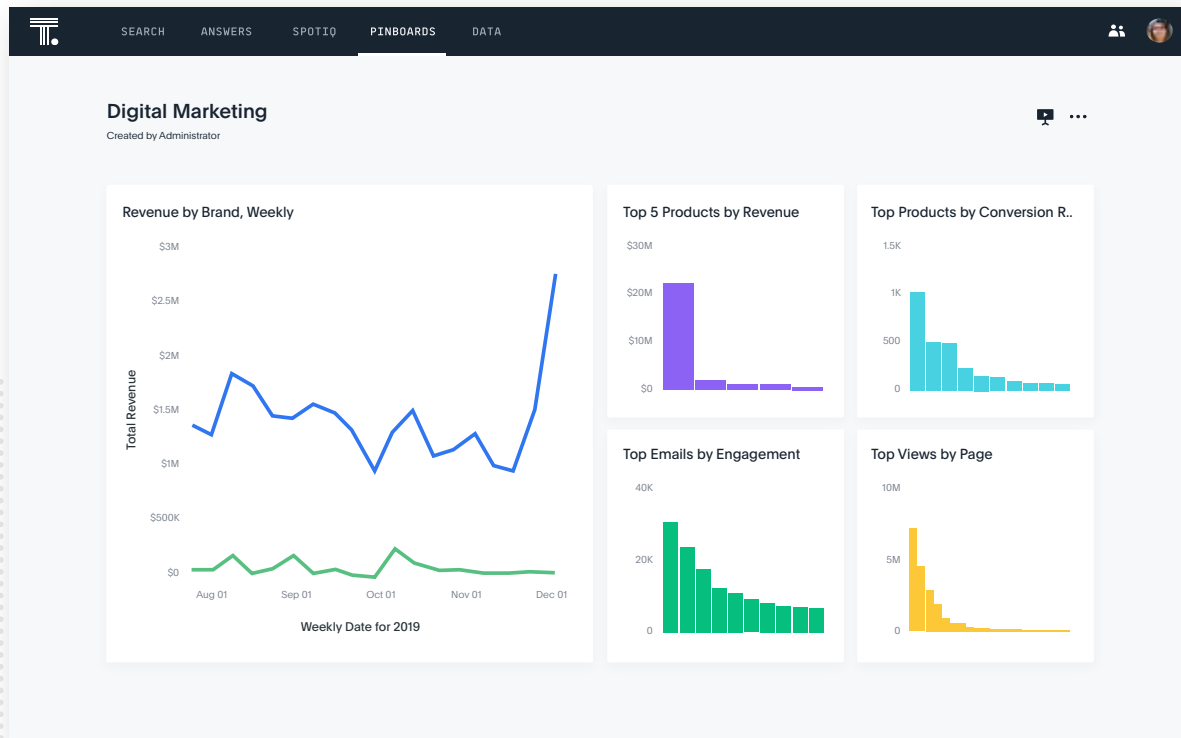 T.
SEARCH ANSWERS SPOTIQ PINBOARDS DATA
Digital Marketing
Created by Administrator
Revenue by Brand, Weekly
$3M
$2.5M
$2M
$1.5M
$1M
$500K
$0
Total Revenue
Aug 01 Sep 01 Oct 01 Nov 01 Dec 01
Weekly Date for 2019
Top 5 Products by Revenue
$30M
$20M
$10M
$0
Top Products by Conversion R..
1.5K
1K
500
0
Top Emails by Engagement
40K
20K
0
Top Views by Page
10M
5M
0